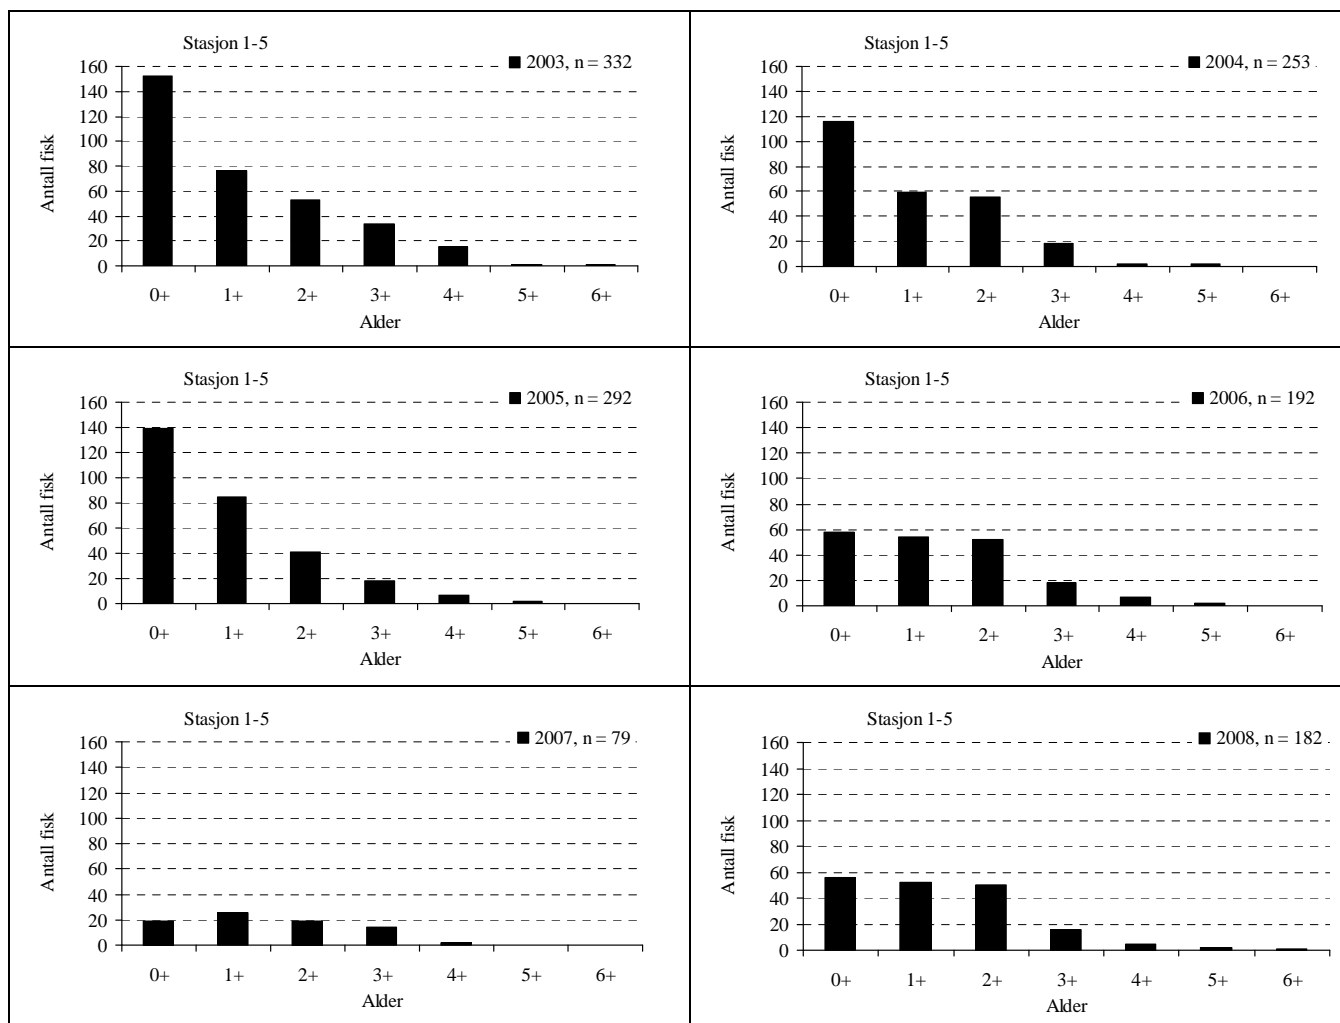 Stasjon 1-5
2003, n = 332
160
140
120
100
80
60
40
20
0
Antall fisk
0+ 1+ 2+ 3+ 4+ 5+ 6+
Alder
Stasjon 1-5
2004, n = 253
160
140
120
100
80
60
40
20
0
Antall fisk
0+ 1+ 2+ 3+ 4+ 5+ 6+
Alder
Stasjon 1-5
2005, n = 292
160
140
120
100
80
60
40
20
0
Antall fisk
0+ 1+ 2+ 3+ 4+ 5+ 6+
Alder
Stasjon 1-5
2006, n = 192
160
140
120
100
80
60
40
20
0
Antall fisk
0+ 1+ 2+ 3+ 4+ 5+ 6+
Alder
Stasjon 1-5
2007, n = 79
160
140
120
100
80
60
40
20
0
Antall fisk
0+ 1+ 2+ 3+ 4+ 5+ 6+
Alder
Stasjon 1-5
2008, n = 182
160
140
120
100
80
60
40
20
0
Antall fisk
0+ 1+ 2+ 3+ 4+ 5+ 6+
Alder